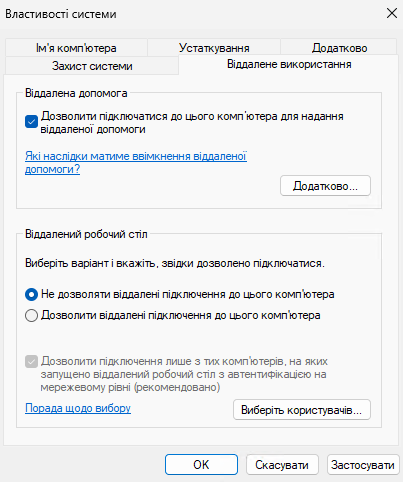 Властивості системи
Ім'я комп'ютера
Устаткування
Додатково
Захист системи
Віддалене використання
Віддалена допомога
Дозволити підключатися до цього комп'ютера для надання
віддаленої допомоги
Які наслідки матиме ввімкнення віддаленої
допомоги?
Додатково...
Віддалений робочий стіл
Виберіть варіант і вкажіть, звідки дозволено підключатися.
Не дозволяти віддалені підключення до цього комп'ютера
Дозволити віддалені підключення до цього комп'ютера
Дозволити підключення лише з тих комп'ютерів, на яких
запущено віддалений робочий стіл з автентифікацією на
мережевому рівні (рекомендовано)
Порада щодо вибору
Виберіть користувачів...
OK
Скасувати
Застосувати